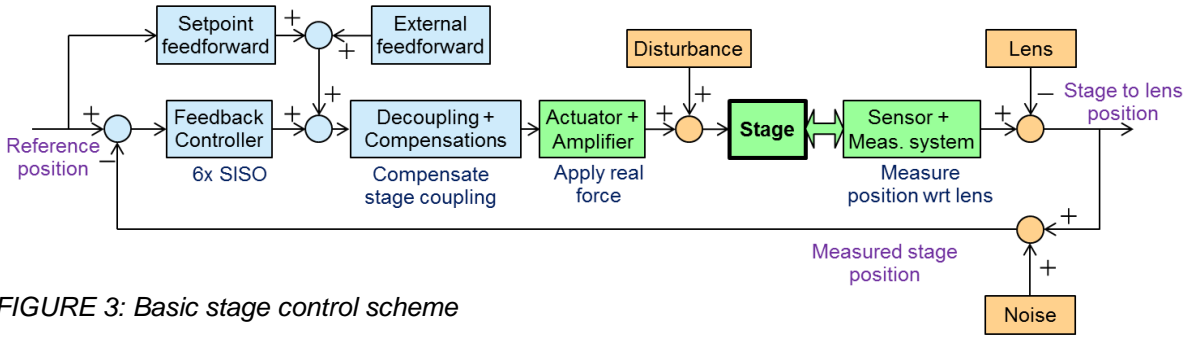 Setpoint
feedforward
+
+
External
feedforward
+
Disturbance
+
Lens
−
Stage to lens
position
Reference
position
+
−
Feedback
Controller
6x SISO
+
Decoupling +
Compensations
Compensate
stage coupling
Actuator +
Amplifier
Apply real
force
+
Stage
Sensor +
Meas. system
Measure
position wrt lens
+
Measured stage
position
+
+
Noise
FIGURE 3: Basic stage control scheme